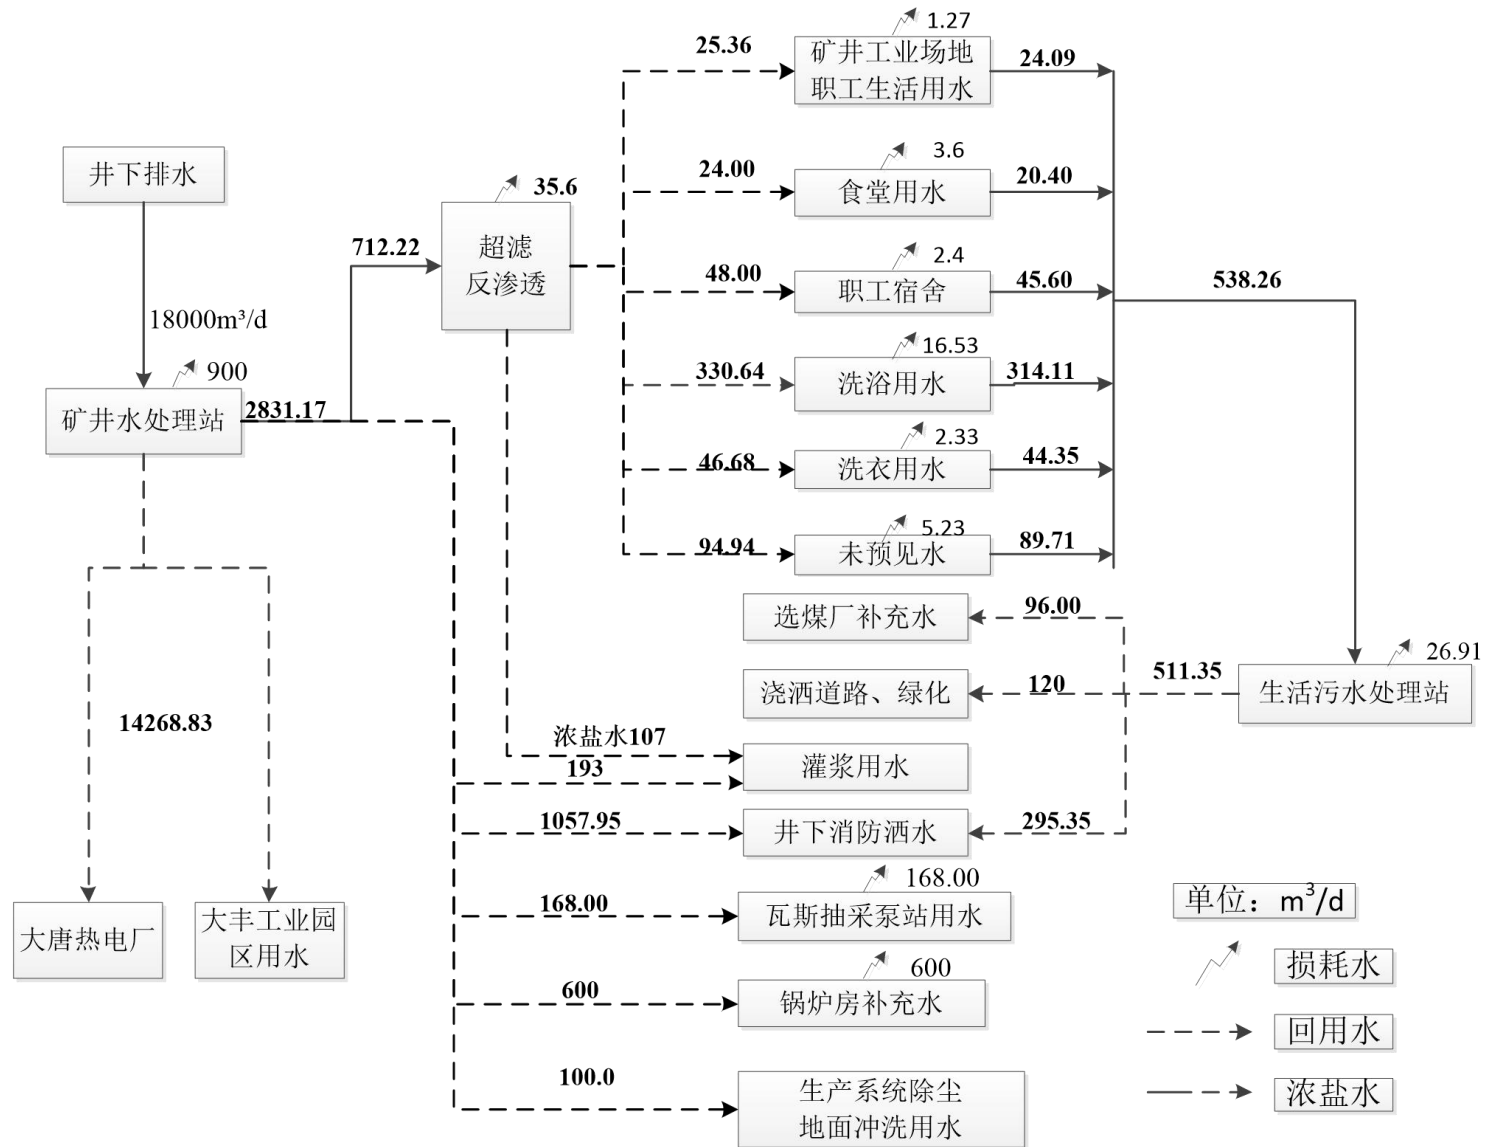 1.27
25.36
矿井工业场地
职工生活用水
24.09
井下排水
3.6
24.00
食堂用水
20.40
35.6
712.22
超滤
反渗透
2.4
48.00
职工宿舍
45.60
538.26
18000m³/d
16.53
330.64
洗浴用水
314.11
900
矿井水处理站
2831.17
2.33
46.68
洗衣用水
44.35
5.23
94.94
未预见水
89.71
选煤厂补充水
96.00
26.91
浇洒道路、绿化
120
511.35
生活污水处理站
14268.83
浓盐水107
193
灌浆用水
1057.95
井下消防洒水
295.35
168.00
168.00
瓦斯抽采泵站用水
单位：m³/d
大唐热电厂
大丰工业园
区用水
600
600
锅炉房补充水
损耗水
回用水
100.0
生产系统除尘
地面冲洗用水
浓盐水